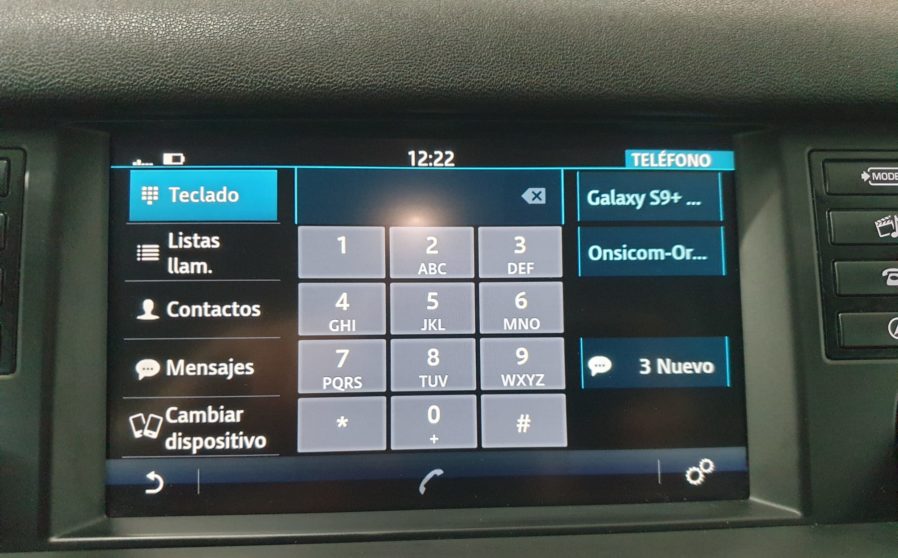 12:22
TELÉFONO
Teclado
Listas
llam.
Contactos
Mensajes
Cambiar
dispositivo
1
2
ABC
3
DEF
4
GHI
5
JKL
6
MNO
7
PQRS
8
TUV
9
WXYZ
*
0
+
#
Galaxy S9+ ...
Onsicom-Or...
3 Nuevo
MODE